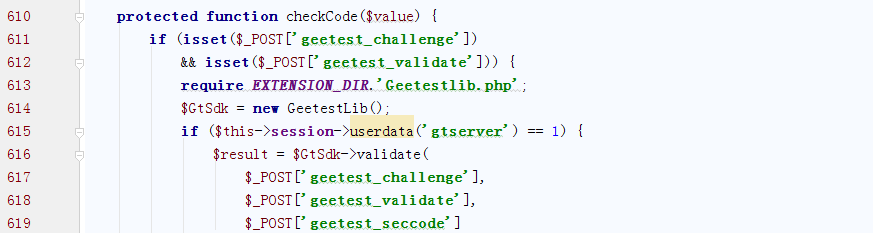 610 protected function checkCode($value) {
611 if (isset($_POST['geetest_challenge'])
612 && isset($_POST['geetest_validate'])) {
613 require EXTENSION_DIR.'Geetestlib.php';
614 $GtSdk = new GeetestLib();
615 if ($this->session->userdata('gtserver') == 1) {
616 $result = $GtSdk->validate(
617 $_POST['geetest_challenge'],
618 $_POST['geetest_validate'],
619 $_POST['geetest_seccode']